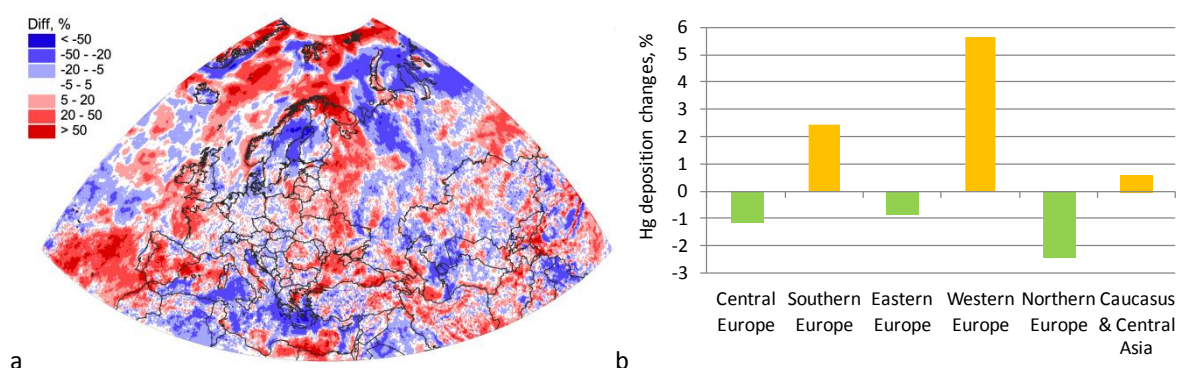 Diff, %
< -50
-50 - -20
-20 - -5
-5 - 5
5 - 20
20 - 50
> 50
a
Hg deposition changes, %
6
5
4
3
2
1
0
-1
-2
-3
Central Southern Eastern Western Northern Caucasus
Europe Europe Europe Europe Europe & Central
Asia
b